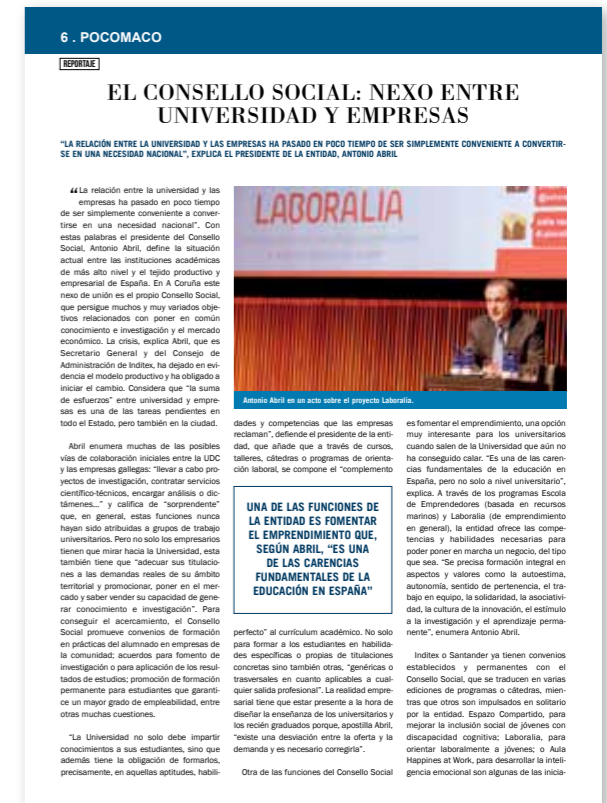 6 . POCOMACO
REPORTAJE
EL CONSELLO SOCIAL: NEXO ENTRE
UNIVERSIDAD Y EMPRESAS
“LA RELACIÓN ENTRE LA UNIVERSIDAD Y LAS EMPRESAS HA PASADO EN POCO TIEMPO DE SER SIMPLEMENTE CONVENIENTE A CONVERTIR-
SE EN UNA NECESIDAD NACIONAL”, EXPLICA EL PRESIDENTE DE LA ENTIDAD, ANTONIO ABRIL
“La relación entre la universidad y las
empresas ha pasado en poco tiempo
de ser simplemente conveniente a conver-
tirse en una necesidad nacional”. Con
estas palabras el presidente del Consello
Social, Antonio Abril, define la situación
actual entre las instituciones académicas
de más alto nivel y el tejido productivo y
empresarial de España. En A Coruña este
nexo de unión es el propio Consello Social,
que persigue muchos y muy variados obje-
tivos relacionados con poner en común
conocimiento e investigación y el mercado
económico. La crisis, explica Abril, que es
Secretario General y del Consejo de
Administración de Inditex, ha dejado en evi-
dencia el modelo productivo y ha obligado a
iniciar el cambio. Considera que “la suma
de esfuerzos” entre universidad y empre-
sas es una de las tareas pendientes en
todo el Estado, pero también en la ciudad.
Abril enumera muchas de las posibles
vías de colaboración iniciales entre la UDC
y las empresas gallegas: “llevar a cabo pro-
yectos de investigación, contratar servicios
científico-técnicos, encargar análisis o dic-
támenes...” y califica de “sorprendente”
que, en general, estas funciones nunca
hayan sido atribuidas a grupos de trabajo
universitarios. Pero no solo los empresarios
tienen que mirar hacia la Universidad, esta
también tiene que “adecuar sus titulacio-
nes a las demandas reales de su ámbito
territorial y promocionar, poner en el mer-
cado y saber vender su capacidad de gene-
rar conocimiento e investigación”. Para
conseguir el acercamiento, el Consello
Social promueve convenios de formación
en prácticas del alumnado en empresas de
la comunidad; acuerdos para fomento de
investigación o para aplicación de los resul-
tados de estudios; promoción de formación
permanente para estudiantes que garanti-
ce un mayor grado de empleabilidad, entre
otras muchas cuestiones.
“La Universidad no solo debe impartir
conocimientos a sus estudiantes, sino que
además tiene la obligación de formarlos,
precisamente, en aquellas aptitudes, habili-
LABORALIA
Antonio Abril en un acto sobre el proyecto Laboralia.
dades y competencias que las empresas
reclaman”, defiende el presidente de la enti-
dad, que añade que a través de cursos,
talleres, cátedras o programas de orienta-
ción laboral, se compone el “complemento
UNA DE LAS FUNCIONES DE
LA ENTIDAD ES FOMENTAR
EL EMPRENDIMIENTO QUE,
SEGÚN ABRIL, “ES UNA
DE LAS CARENCIAS
FUNDAMENTALES DE LA
EDUCACIÓN EN ESPAÑA”
perfecto” al currículum académico. No solo
para formar a los estudiantes en habilida-
des específicas o propias de titulaciones
concretas sino también otras, “genéricas o
trasversales en cuanto aplicables a cual-
quier salida profesional”. La realidad empre-
sarial tiene que estar presente a la hora de
diseñar la enseñanza de los universitarios y
los recién graduados porque, apostilla Abril,
“existe una desviación entre la oferta y la
demanda y es necesario corregirla”.
Otra de las funciones del Consello Social
es fomentar el emprendimiento, una opción
muy interesante para los universitarios
cuando salen de la Universidad que aún no
ha conseguido calar. “Es una de las caren-
cias fundamentales de la educación en
España, pero no solo a nivel universitario”,
explica. A través de los programas Escola
de Emprendedores (basada en recursos
marinos) y Laboralia (de emprendimiento
en general), la entidad ofrece las compe-
tencias y habilidades necesarias para
poder poner en marcha un negocio, del tipo
que sea. “Se precisa formación integral en
aspectos y valores como la autoestima,
autonomía, sentido de pertenencia, el tra-
bajo en equipo, la solidaridad, la asociativi-
dad, la cultura de la innovación, el estímulo
a la investigación y el aprendizaje perma-
nente”, enumera Antonio Abril.
Inditex o Santander ya tienen convenios
establecidos y permanentes con el
Consello Social, que se traducen en varias
ediciones de programas o cátedras, mien-
tras que otros son impulsados en solitario
por la entidad. Espazo Compartido, para
mejorar la inclusión social de jóvenes con
discapacidad cognitiva; Laboralia, para
orientar laboralmente a jóvenes; o Aula
Happines at Work, para desarrollar la inteli-
gencia emocional son algunas de las inicia-